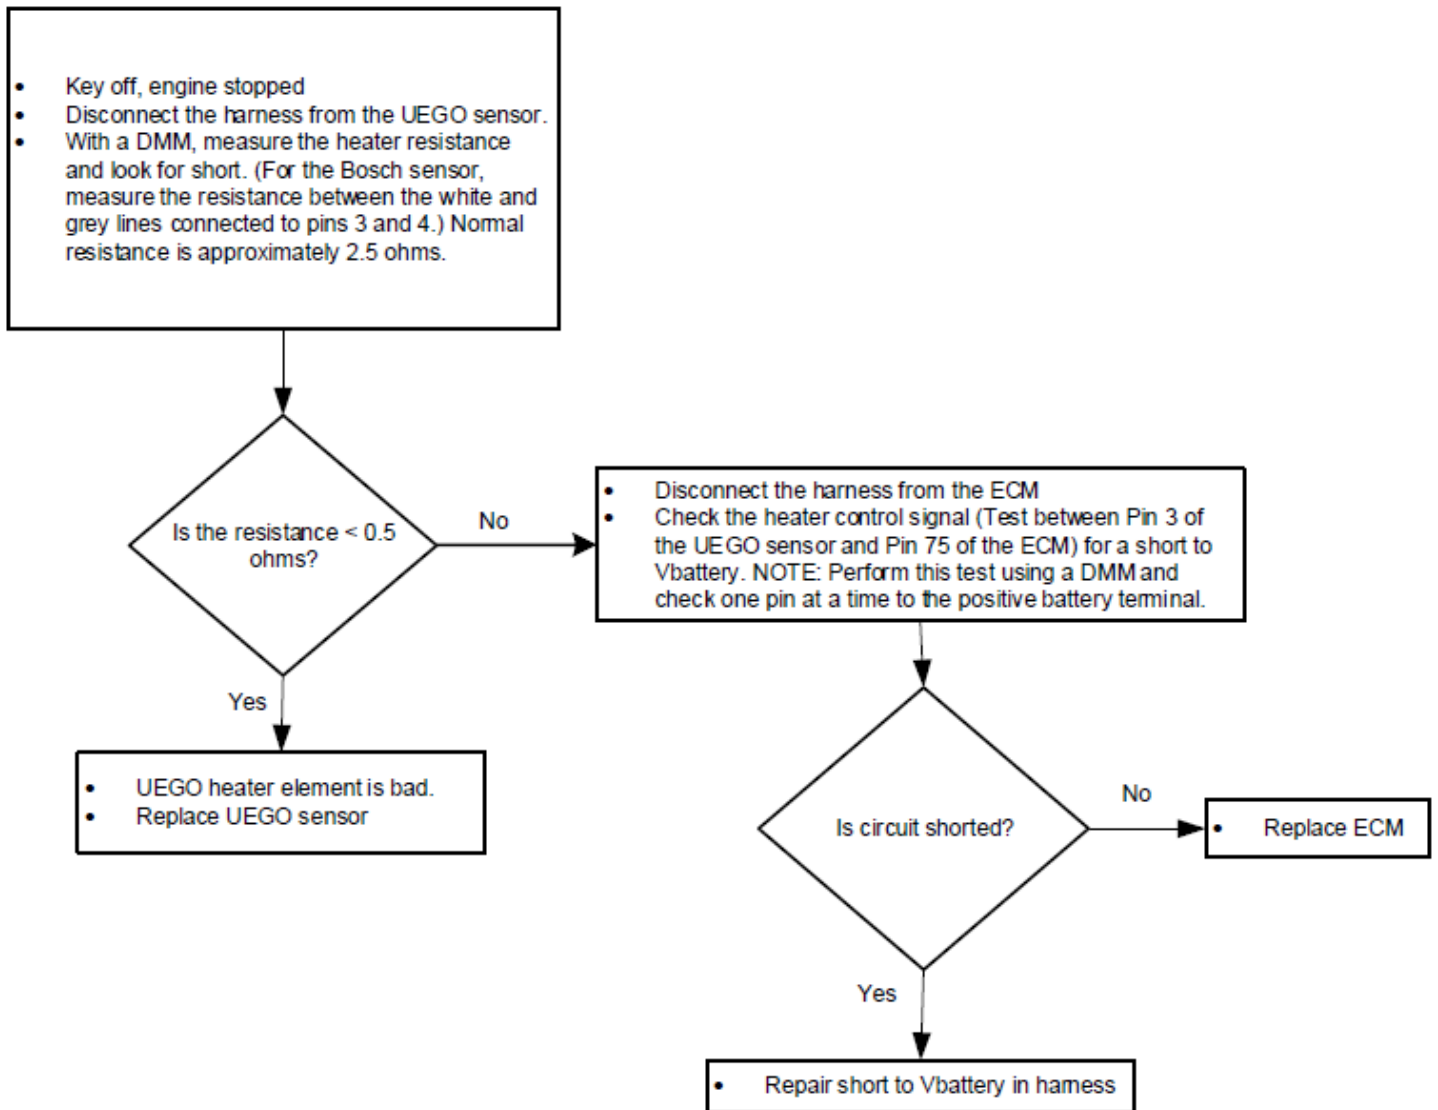 • Key off, engine stopped
• Disconnect the harness from the UEGO sensor.
• With a DMM, measure the heater resistance
and look for short. (For the Bosch sensor,
measure the resistance between the white and
grey lines connected to pins 3 and 4.) Normal
resistance is approximately 2.5 ohms.
Is the resistance < 0.5
ohms?
No
• Disconnect the harness from the ECM
• Check the heater control signal (Test between Pin 3 of
the UEGO sensor and Pin 75 of the ECM) for a short to
Vbattery. NOTE: Perform this test using a DMM and
check one pin at a time to the positive battery terminal.
Yes
• UEGO heater element is bad.
• Replace UEGO sensor
Is circuit shorted?
No
• Replace ECM
Yes
• Repair short to Vbattery in harness